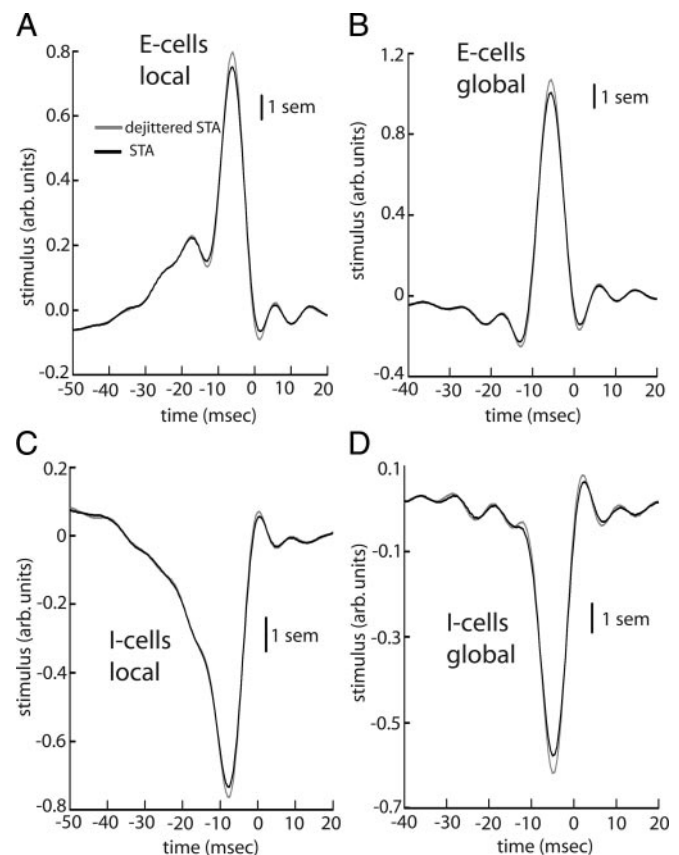 A
E-cells
local
1 sem
dejittered STA
STA
stimulus (arb. units)
0.8
0.6
0.4
0.2
0.0
-0.2
-50 -40 -30 -20 -10 0 10 20
time (msec)
B
E-cells
global
1 sem
stimulus (arb. units)
1.2
1.0
0.4
0
-0.4
-40 -30 -20 -10 0 10 20
time (msec)
C
I-cells
local
1 sem
stimulus (arb. units)
0.2
0
-0.2
-0.4
-0.6
-0.8
-50 -40 -30 -20 -10 0 10 20
time (msec)
D
I-cells
global
1 sem
stimulus (arb. units)
0.1
-0.1
-0.3
-0.5
-0.7
-40 -30 -20 -10 0 10 20
time (msec)